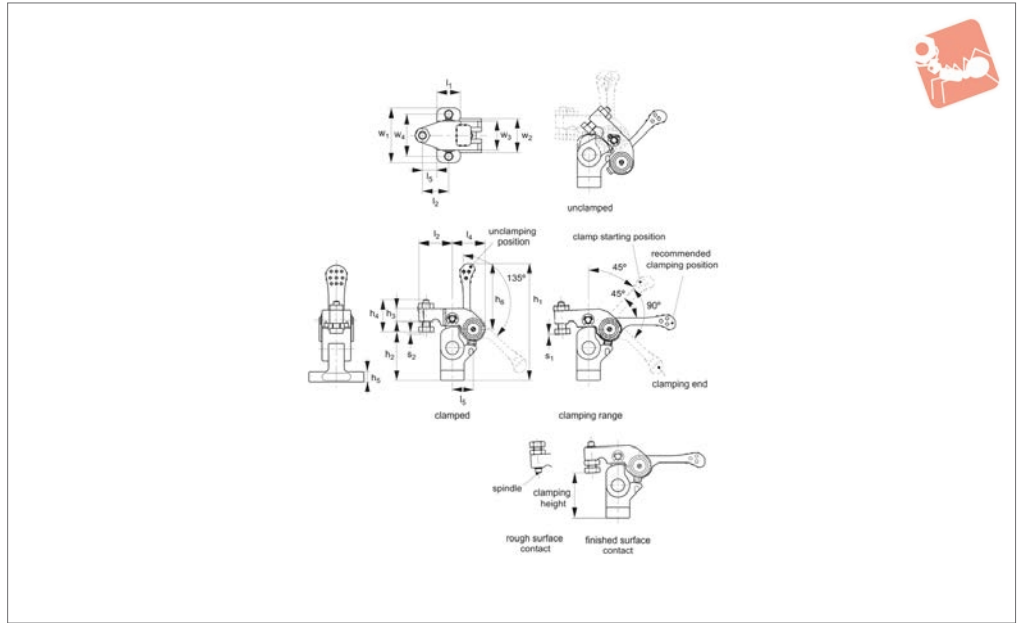 l1
w1
w4
w3
w2
l5
l2
unclamped
unclamping
position
l2
l4
135°
h6
h1
h4
h3
h2
s2
h5
l5
clamped
clamp starting position
recommended
clamping position
45°
45°
90°
s1
clamping end
clamping range
spindle
clamping
height
rough surface
contact
finished surface
contact